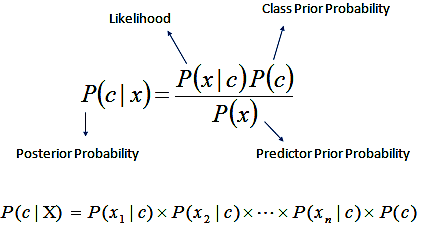 Likelihood
Class Prior Probability
P(c | x) = P(x | c)P(c) / P(x)
Posterior Probability
Predictor Prior Probability
P(c | X) = P(x₁ | c) × P(x₂ | c) × ⋯ × P(xₙ | c) × P(c)